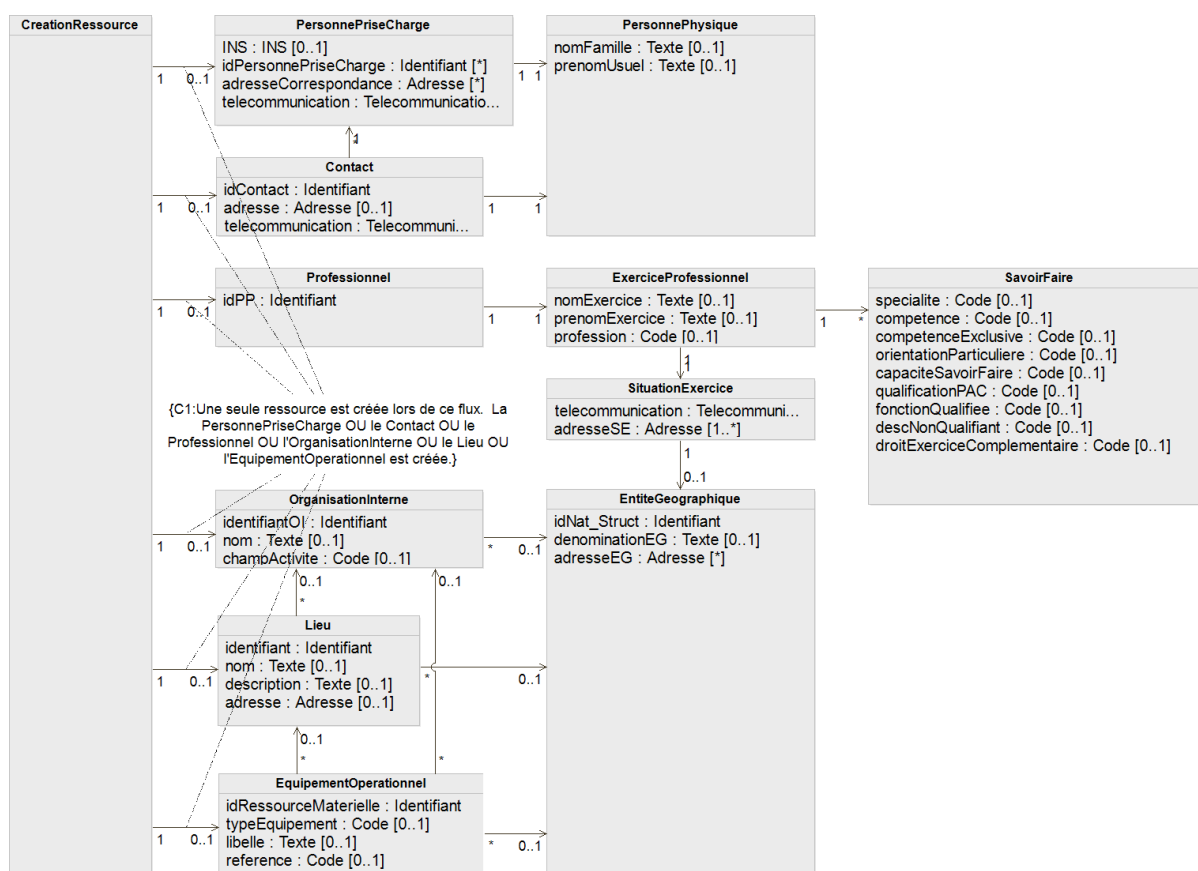 CreationRessource
PersonnePriseCharge
INS : INS [0..1]
idPersonnePriseCharge : Identifiant [*]
adresseCorrespondance : Adresse [*]
telecommunication : Telecommunicatio...
PersonnePhysique
nomFamille : Texte [0..1]
prenomUsuel : Texte [0..1]
1
0..1
1
1
1
Contact
idContact : Identifiant
adresse : Adresse [0..1]
telecommunication : Telecommuni...
1
0..1
1
1
Professionnel
idPP : Identifiant
1
0..1
1
1
ExerciceProfessionnel
nomExercice : Texte [0..1]
prenomExercice : Texte [0..1]
profession : Code [0..1]
1
*
SavoirFaire
specialite : Code [0..1]
competence : Code [0..1]
competenceExclusive : Code [0..1]
orientationParticuliere : Code [0..1]
capaciteSavoirFaire : Code [0..1]
qualificationPAC : Code [0..1]
fonctionQualifiee : Code [0..1]
descNonQualifiant : Code [0..1]
droitExerciceComplementaire : Code [0..1]
1
1
SituationExercice
telecommunication : Telecommuni...
adresseSE : Adresse [1..*]
1
0..1
{C1:Une seule ressource est créée lors de ce flux. La
PersonnePriseCharge OU le Contact OU le
Professionnel OU l'OrganisationInterne OU le Lieu OU
l'EquipementOperationnel est créée.}
OrganisationInterne
identifiantOI : Identifiant
nom : Texte [0..1]
champActivite : Code [0..1]
1
0..1
*
0..1
EntiteGeographique
idNat_Struct : Identifiant
denominationEG : Texte [0..1]
adresseEG : Adresse [*]
0..1
*
0..1
Lieu
identifiant : Identifiant
nom : Texte [0..1]
description : Texte [0..1]
adresse : Adresse [0..1]
1
0..1
*
0..1
0..1
*
*
EquipementOperationnel
idRessourceMaterielle : Identifiant
typeEquipement : Code [0..1]
libelle : Texte [0..1]
reference : Code [0..1]
1
0..1
*
0..1